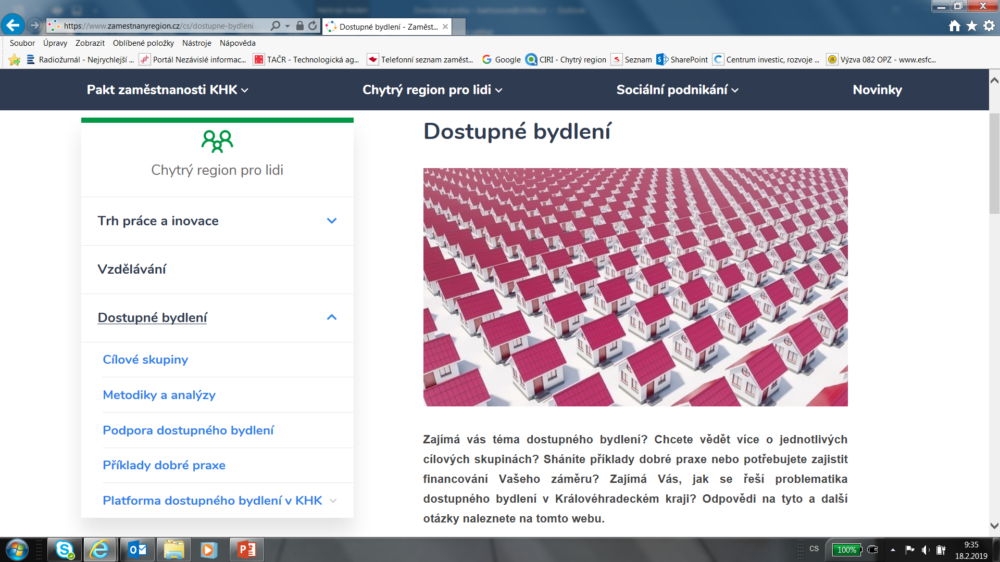 https://www.zamestnanyregion.cz/cs/dostupne-bydleni
Dostupné bydlení - Zaměst...
Soubor Úpravy Zobrazit Oblíbené položky Nástroje Nápověda
Radiožurnál - Nejrychlejší ... Portál Nezávislé informac... TAČR - Technologická ag... Telefonní seznam zaměst... Google CIRI - Chytrý region Seznam SharePoint Centrum investic, rozvoje ... Výzva 082 OPZ - www.esfc...
Pakt zaměstnanosti KHK Chytrý region pro lidi Sociální podnikání Novinky
Chytrý region pro lidi
Trh práce a inovace
Vzdělávání
Dostupné bydlení
Cílové skupiny
Metodiky a analýzy
Podpora dostupného bydlení
Příklady dobré praxe
Platforma dostupného bydlení v KHK
Dostupné bydlení
Zajímá vás téma dostupného bydlení? Chcete vědět více o jednotlivých
cílových skupinách? Sháníte příklady dobré praxe nebo potřebujete zajistit
financování Vašeho záměru? Zajímá Vás, jak se řeší problematika
dostupného bydlení v Královéhradeckém kraji? Odpovědi na tyto a další
otázky naleznete na tomto webu.
CS
100%
9:35
18.2.2019